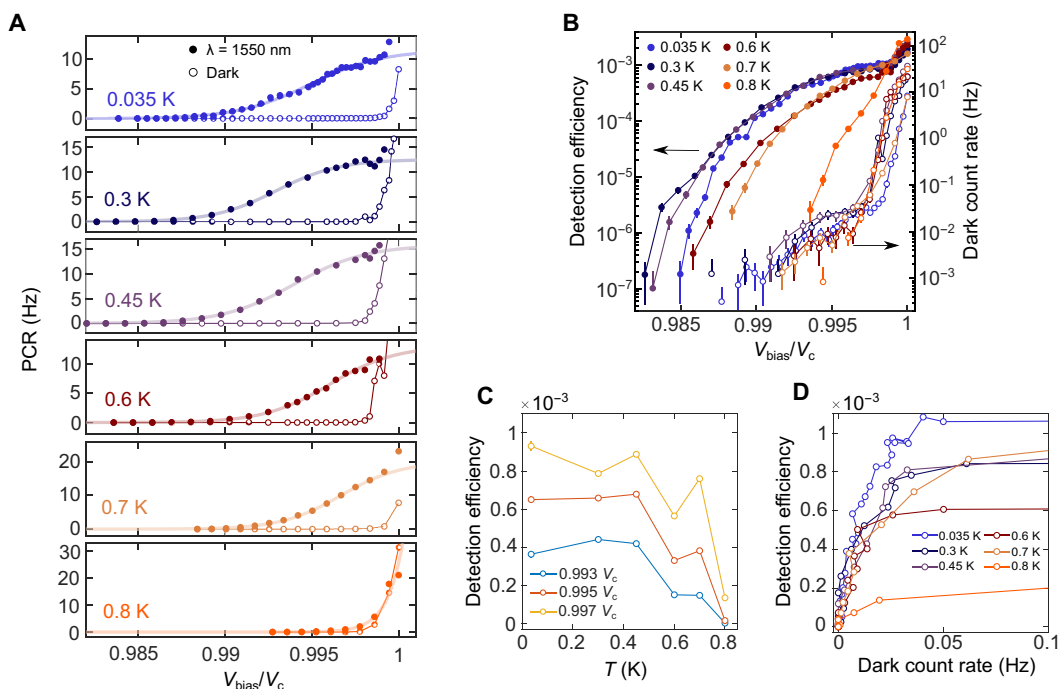 A
λ = 1550 nm
Dark
10
5
0
0.035 K
10
5
0
0.3 K
15
10
5
0
0.45 K
10
5
0
0.6 K
20
10
0
0.7 K
30
20
10
0
0.8 K
PCR (Hz)
0.985
0.99
0.995
1
V_bias/V_c
B
0.035 K
0.6 K
0.3 K
0.7 K
0.45 K
0.8 K
10⁻³
10⁻⁴
10⁻⁵
10⁻⁶
10⁻⁷
Detection efficiency
10²
10¹
10⁰
10⁻¹
10⁻²
10⁻³
Dark count rate (Hz)
0.985
0.99
0.995
1
V_bias/V_c
C
× 10⁻³
1
0.8
0.6
0.4
0.2
0
Detection efficiency
0.993 V_c
0.995 V_c
0.997 V_c
0
0.2
0.4
0.6
0.8
T (K)
D
× 10⁻³
1
0.8
0.6
0.4
0.2
0
Detection efficiency
0.035 K
0.6 K
0.3 K
0.7 K
0.45 K
0.8 K
0
0.05
0.1
Dark count rate (Hz)